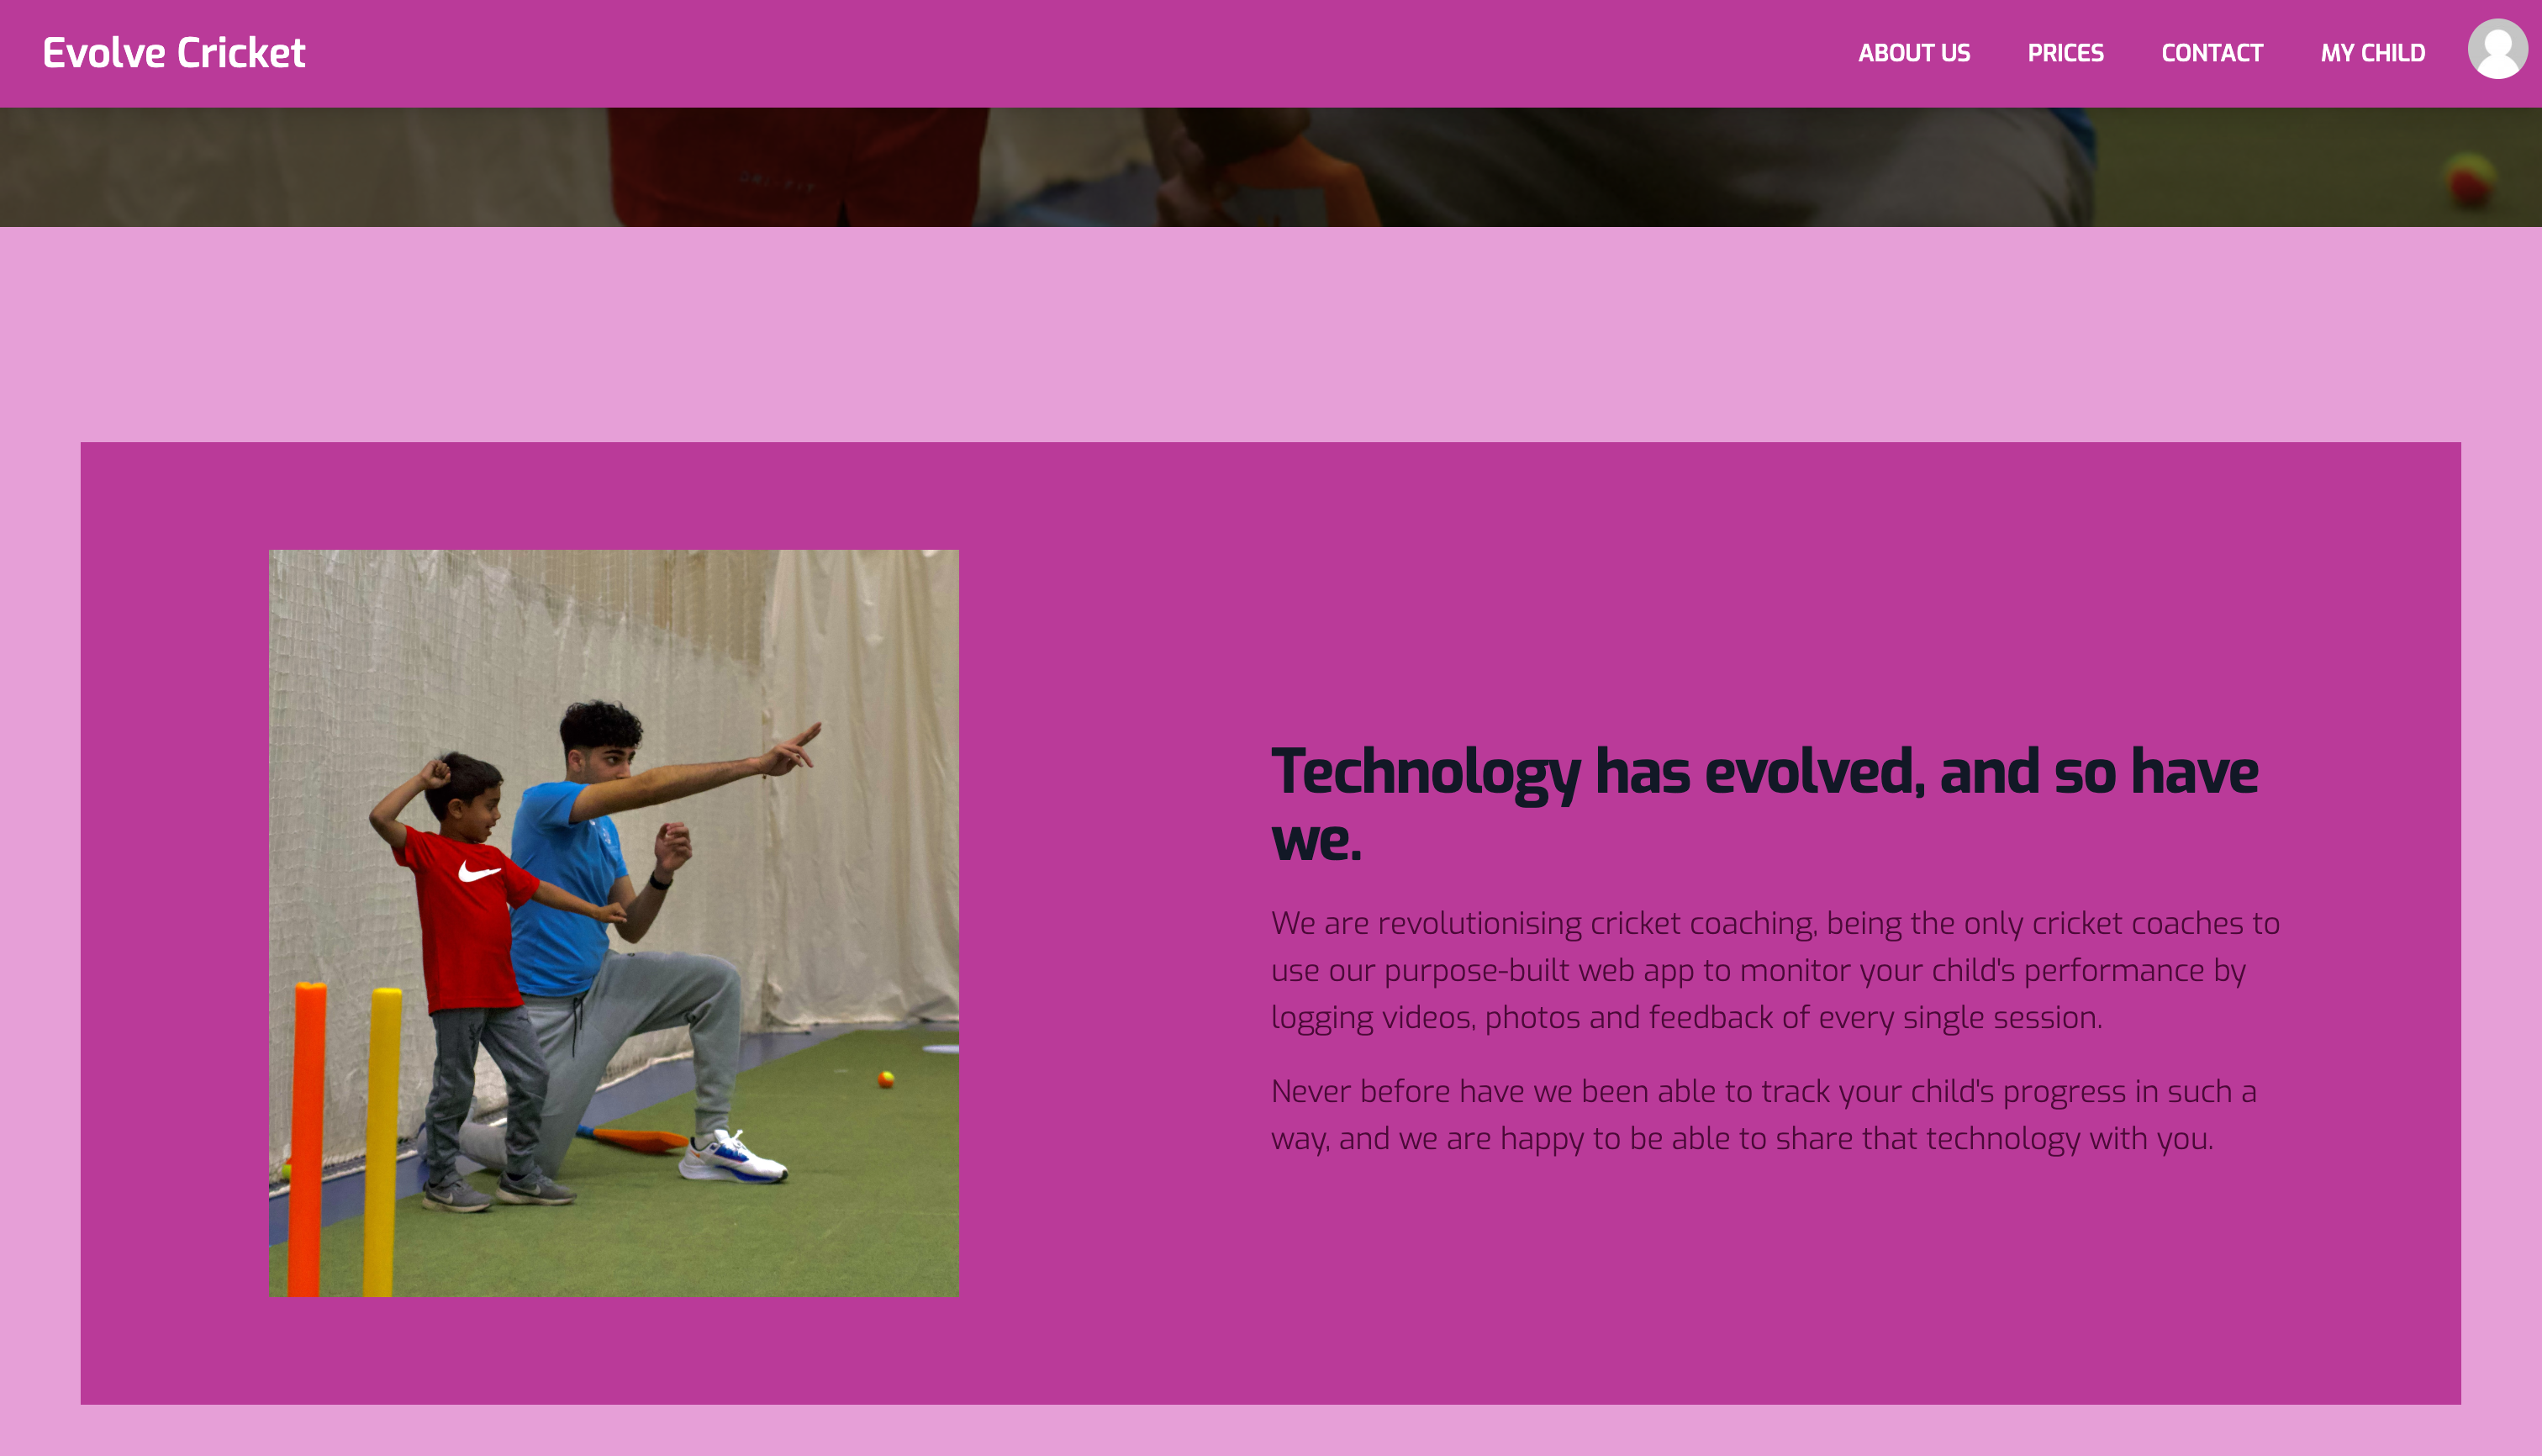 Evolve Cricket
ABOUT US PRICES CONTACT MY CHILD
DRI-FIT
Technology has evolved, and so have
we.
We are revolutionising cricket coaching, being the only cricket coaches to
use our purpose-built web app to monitor your child's performance by
logging videos, photos and feedback of every single session.
Never before have we been able to track your child's progress in such a
way, and we are happy to be able to share that technology with you.